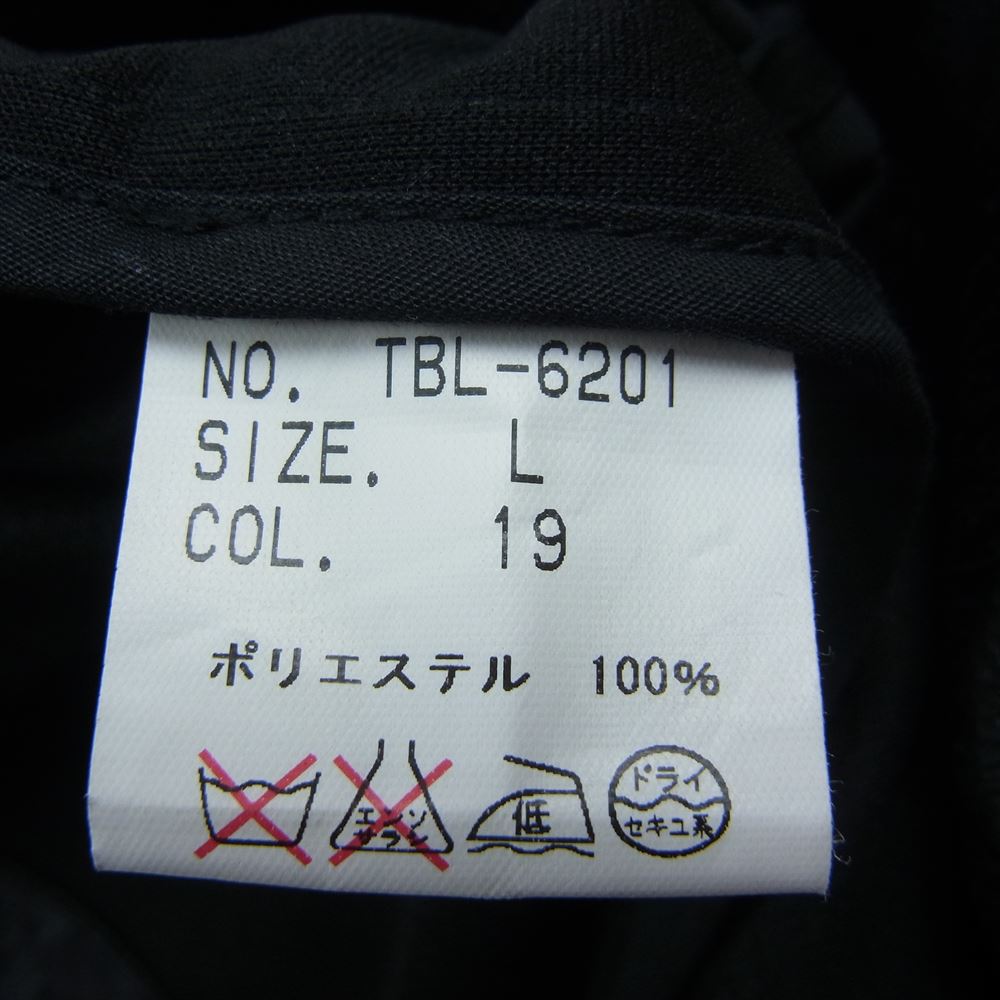 NO. TBL-6201
SIZE. L
COL. 19
ポリエステル 100%
エンソ
サラシ
低
ドライ
セキユ系